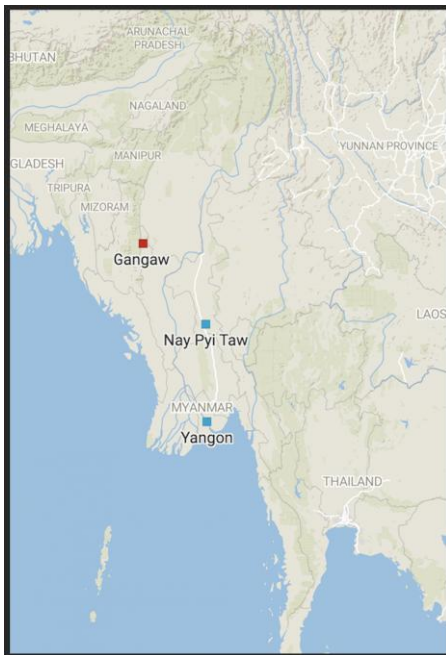 ARUNACHAL
PRADESH
BHUTAN
NAGALAND
MEGHALAYA
YUNNAN PROVINCE
MANIPUR
GLADESH
TRIPURA
MIZORAM
Gangaw
LAOS
Nay Pyi Taw
MYANMAR
Yangon
THAILAND